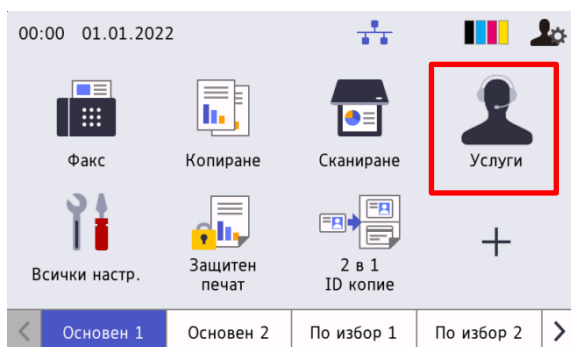 00:00 01.01.2022
Факс
Копиране
Сканиране
Услуги
Всички настр.
Защитен
печат
2 в 1
ID копие
Основен 1
Основен 2
По избор 1
По избор 2